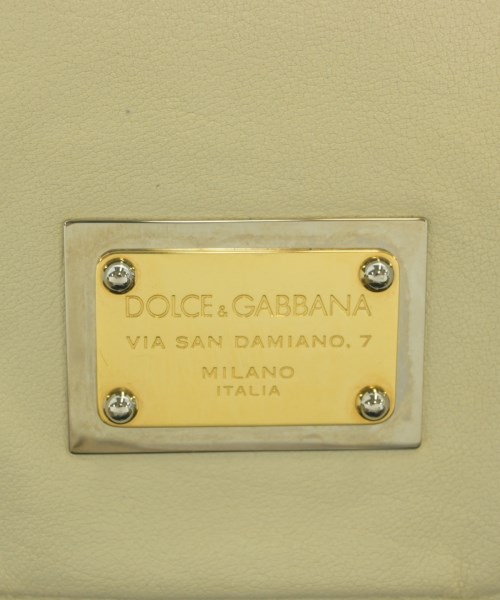 DOLCE & GABBANA
VIA SAN DAMIANO, 7
MILANO
ITALIA